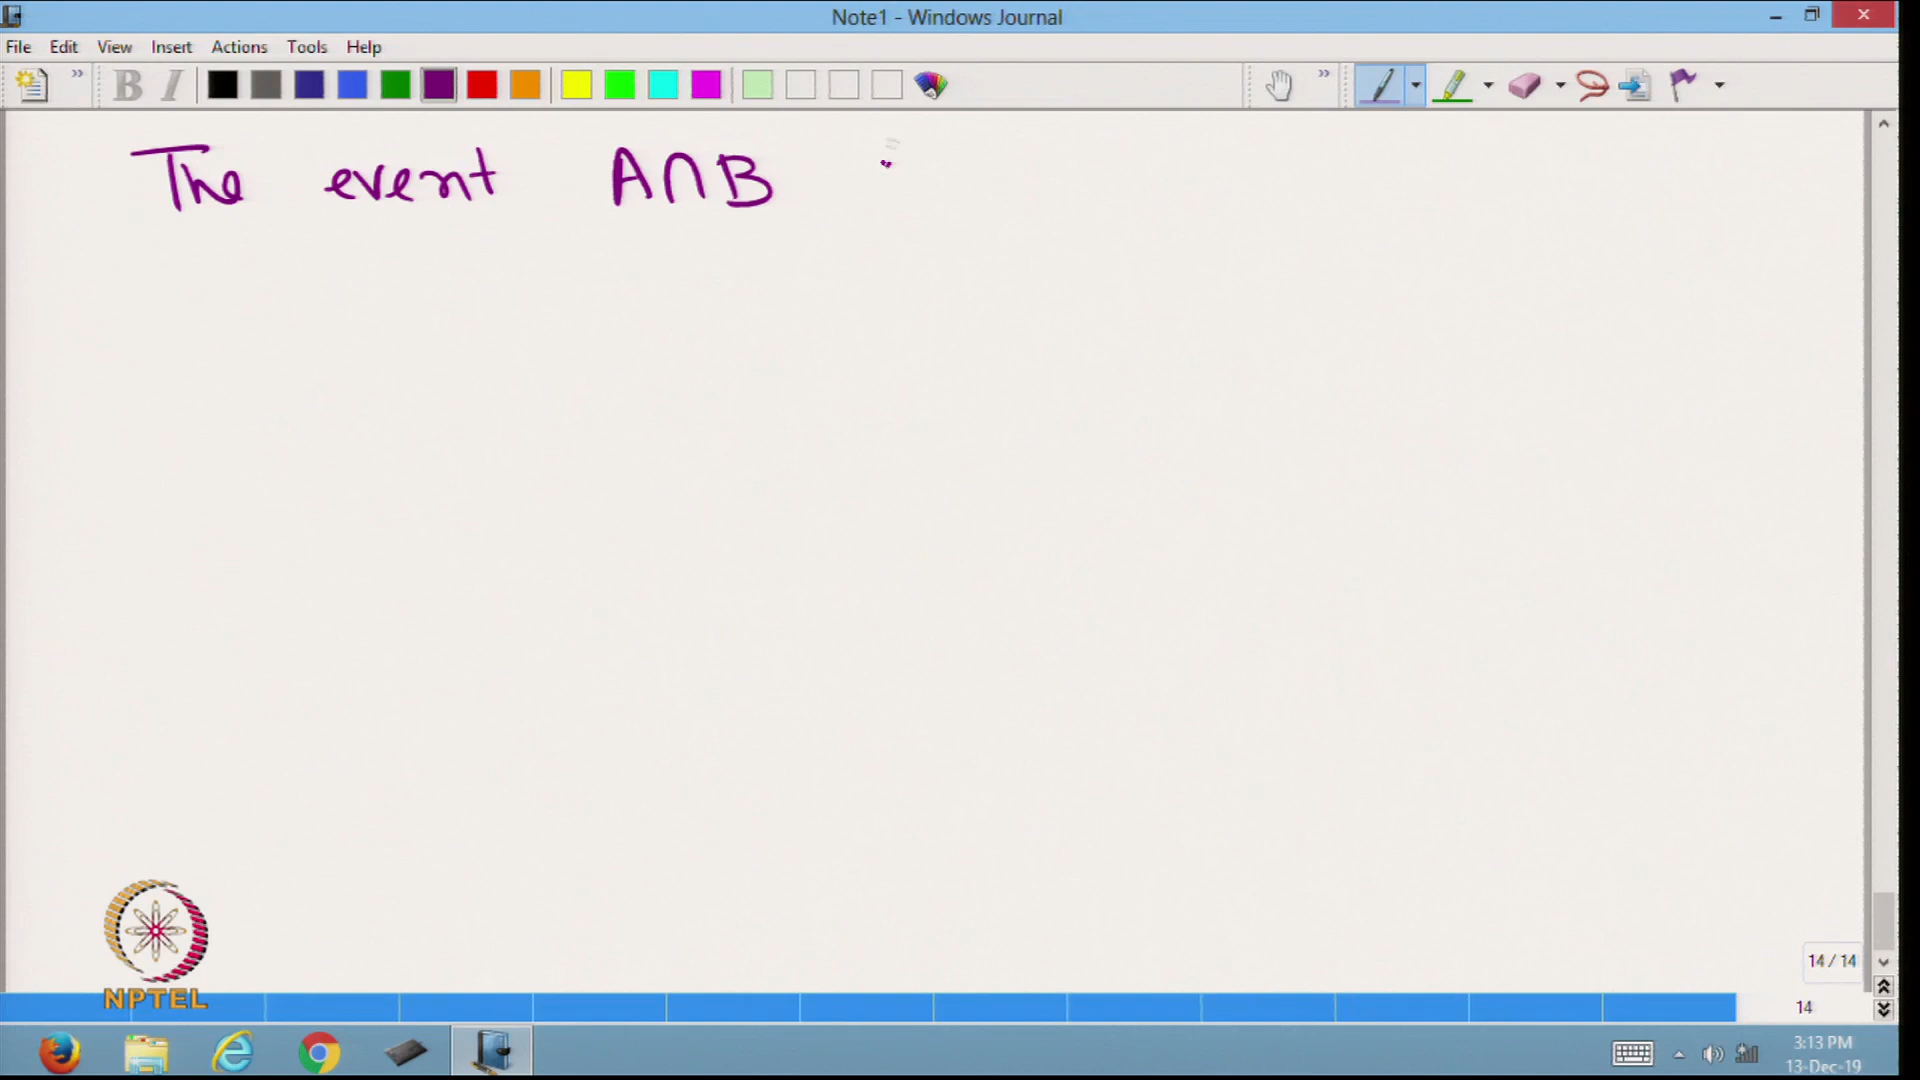 Note1 - Windows Journal
File Edit View Insert Actions Tools Help
B I
The event A∩B
14 / 14
NPTEL
14
3:13 PM
13-Dec-19